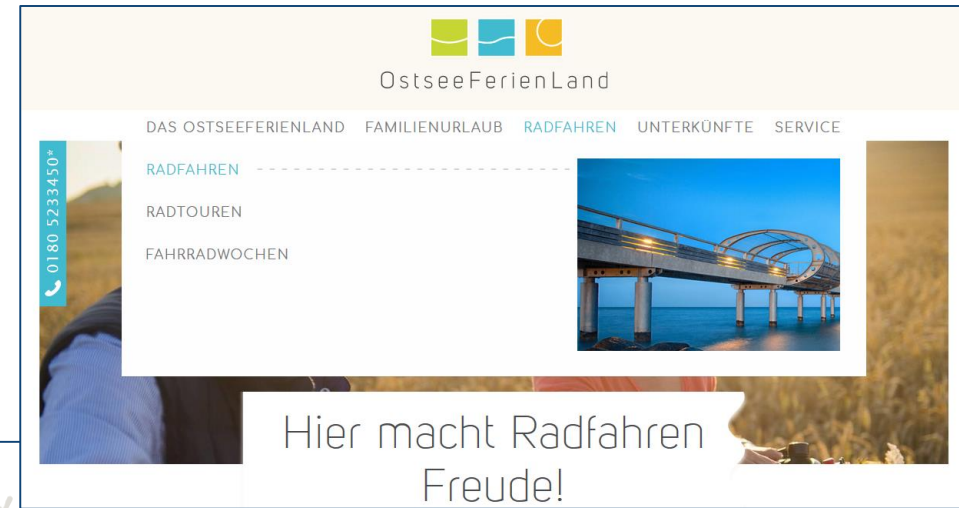 OstseeFerienLand
DAS OSTSEEFERIENLAND FAMILIENURLAUB RADFAHREN UNTERKÜNFTE SERVICE
0180 5233450*
RADFAHREN
RADTOUREN
FAHRRADWOCHEN
Hier macht Radfahren
Freude!